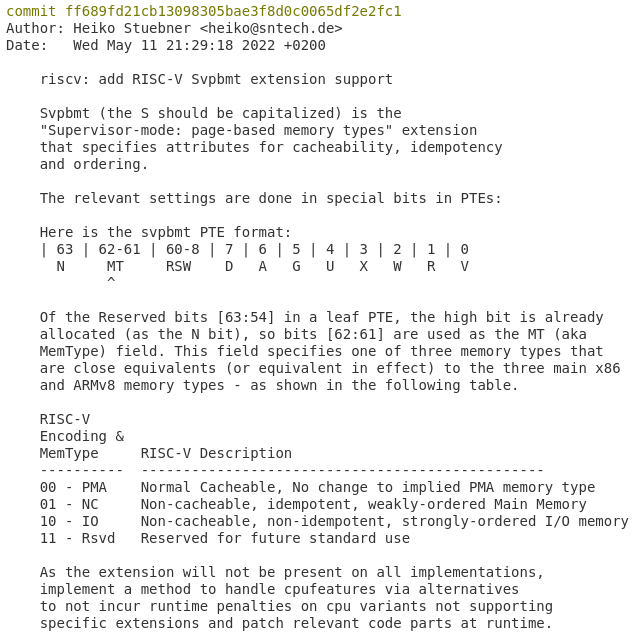 commit ff689fd21cb13098305bae3f8d0c0065df2e2fc1
Author: Heiko Stuebner <heiko@sntech.de>
Date:   Wed May 11 21:29:18 2022 +0200

    riscv: add RISC-V Svpbmt extension support

    Svpbmt (the S should be capitalized) is the
    "Supervisor-mode: page-based memory types" extension
    that specifies attributes for cacheability, idempotency
    and ordering.

    The relevant settings are done in special bits in PTEs:

    Here is the svpbmt PTE format:
    | 63 | 62-61 | 60-8 | 7 | 6 | 5 | 4 | 3 | 2 | 1 | 0
      N     MT     RSW    D   A   G   U   X   W   R   V
            ^

    Of the Reserved bits [63:54] in a leaf PTE, the high bit is already
    allocated (as the N bit), so bits [62:61] are used as the MT (aka
    MemType) field. This field specifies one of three memory types that
    are close equivalents (or equivalent in effect) to the three main x86
    and ARMv8 memory types - as shown in the following table.

    RISC-V
    Encoding &
    MemType     RISC-V Description
    ----------  ------------------------------------------------
    00 - PMA    Normal Cacheable, No change to implied PMA memory type
    01 - NC     Non-cacheable, idempotent, weakly-ordered Main Memory
    10 - IO     Non-cacheable, non-idempotent, strongly-ordered I/O memory
    11 - Rsvd   Reserved for future standard use

    As the extension will not be present on all implementations,
    implement a method to handle cpufeatures via alternatives
    to not incur runtime penalties on cpu variants not supporting
    specific extensions and patch relevant code parts at runtime.